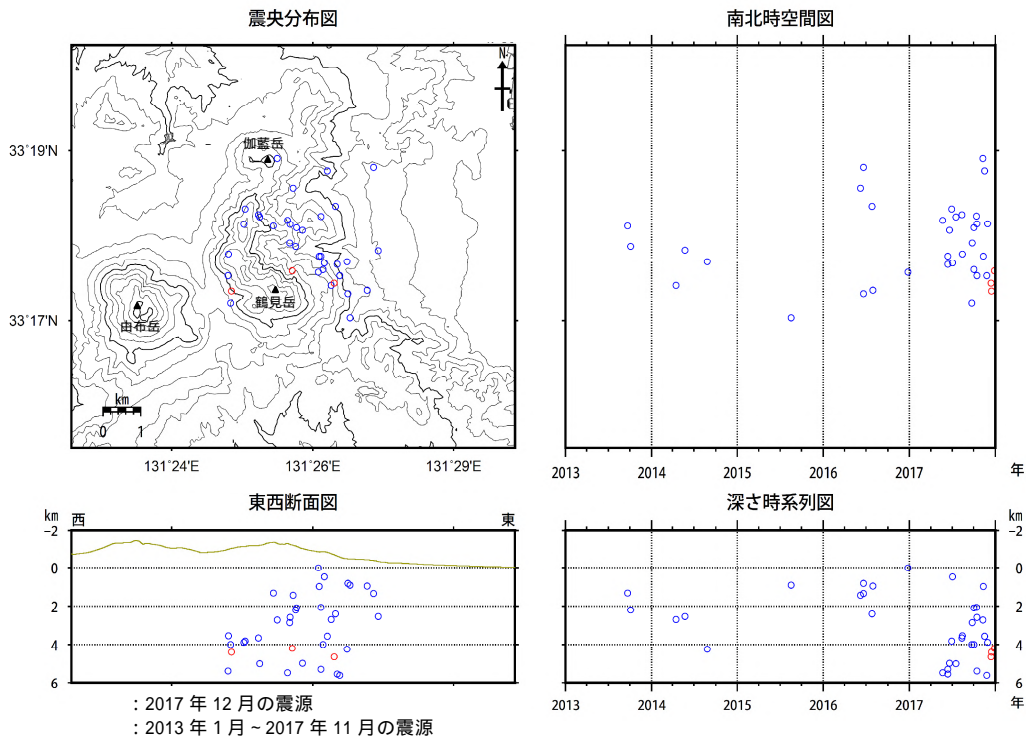 震央分布図
南北時空間図
N
伽藍岳
33°19'N
鶴見岳
由布岳
33°17'N
km
0 1
131°24'E 131°26'E 131°29'E
2013 2014 2015 2016 2017 年
東西断面図
深さ時系列図
km 西 東
-2
0
2
4
6
km
-2
0
2
4
6
2013 2014 2015 2016 2017 年
: 2017 年 12 月の震源
: 2013 年 1 月 ~ 2017 年 11 月の震源